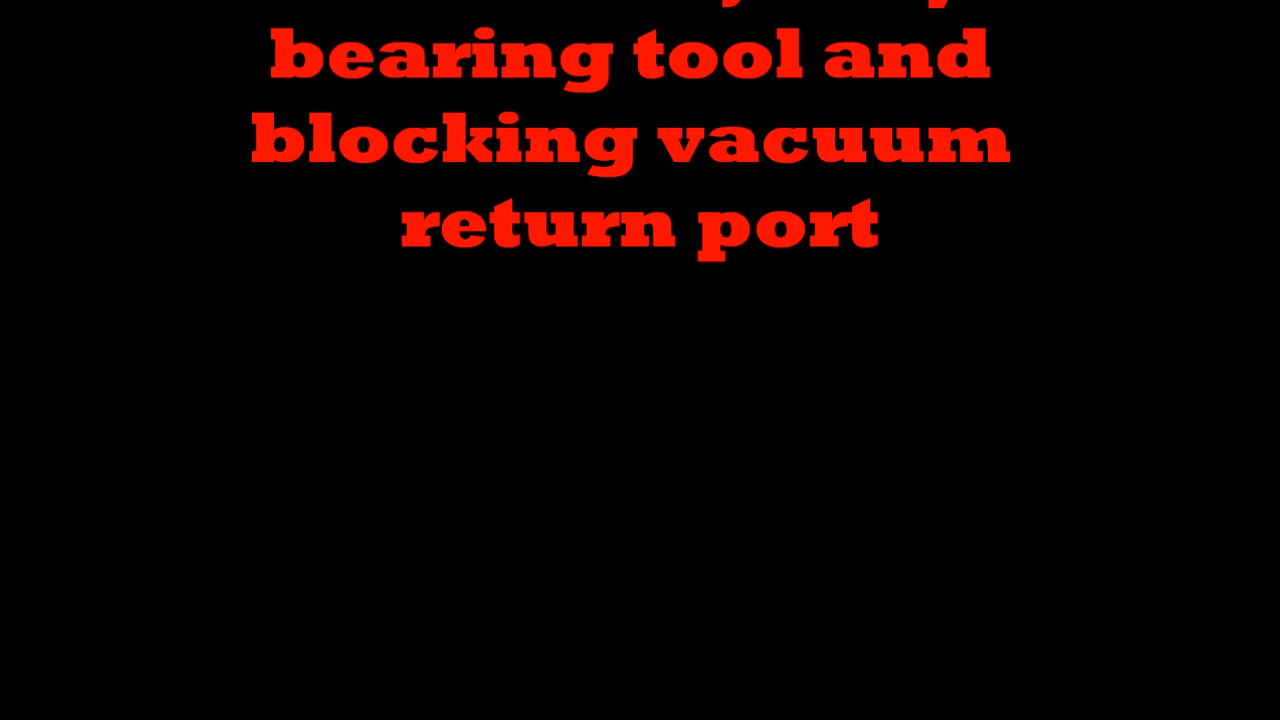 bearing tool and
blocking vacuum
return port